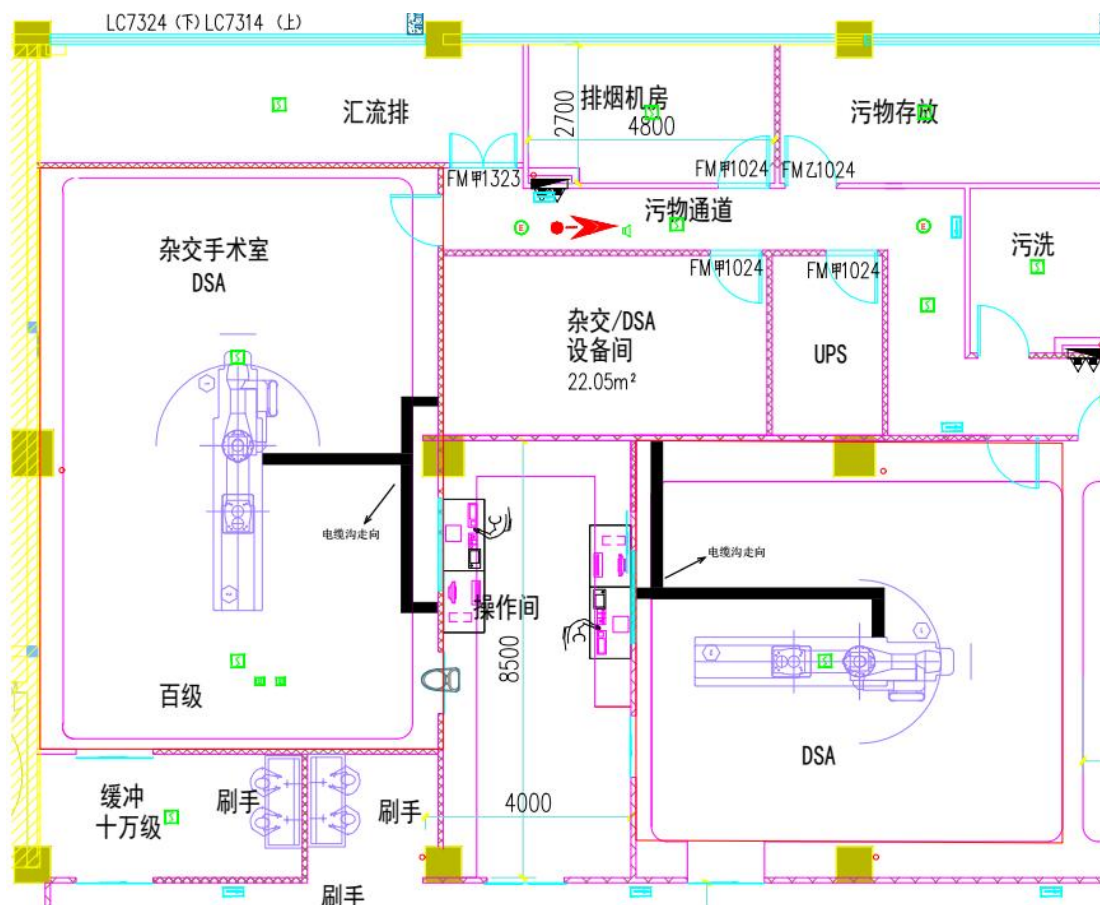 LC7324 (下) LC7314 (上)
汇流排
2700
排烟机房
4800
污物存放
FM甲1323
FM甲1024
FM乙1024
杂交手术室
DSA
E
污物通道
E
污洗
FM甲1024
FM甲1024
杂交/DSA
设备间
22.05m²
UPS
电缆沟走向
电缆沟走向
操作间
8500
百级
DSA
缓冲
十万级
刷手
刷手
4000
刷手